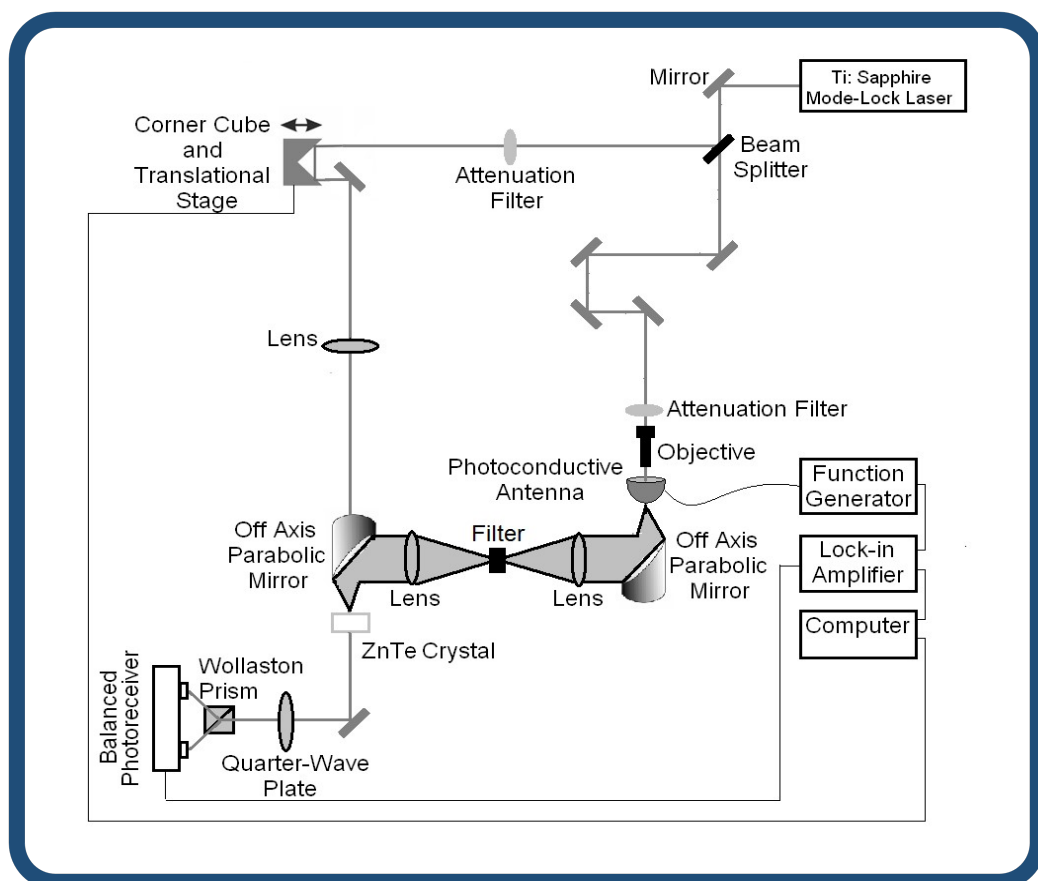 Mirror
Ti: Sapphire
Mode-Lock Laser
Corner Cube
and
Translational
Stage
Attenuation
Filter
Beam
Splitter
Lens
Attenuation Filter
Objective
Photoconductive
Antenna
Function
Generator
Off Axis
Parabolic
Mirror
Filter
Lens
Lens
Off Axis
Parabolic
Mirror
Lock-in
Amplifier
Computer
ZnTe Crystal
Balanced
Photoreceiver
Wollaston
Prism
Quarter-Wave
Plate